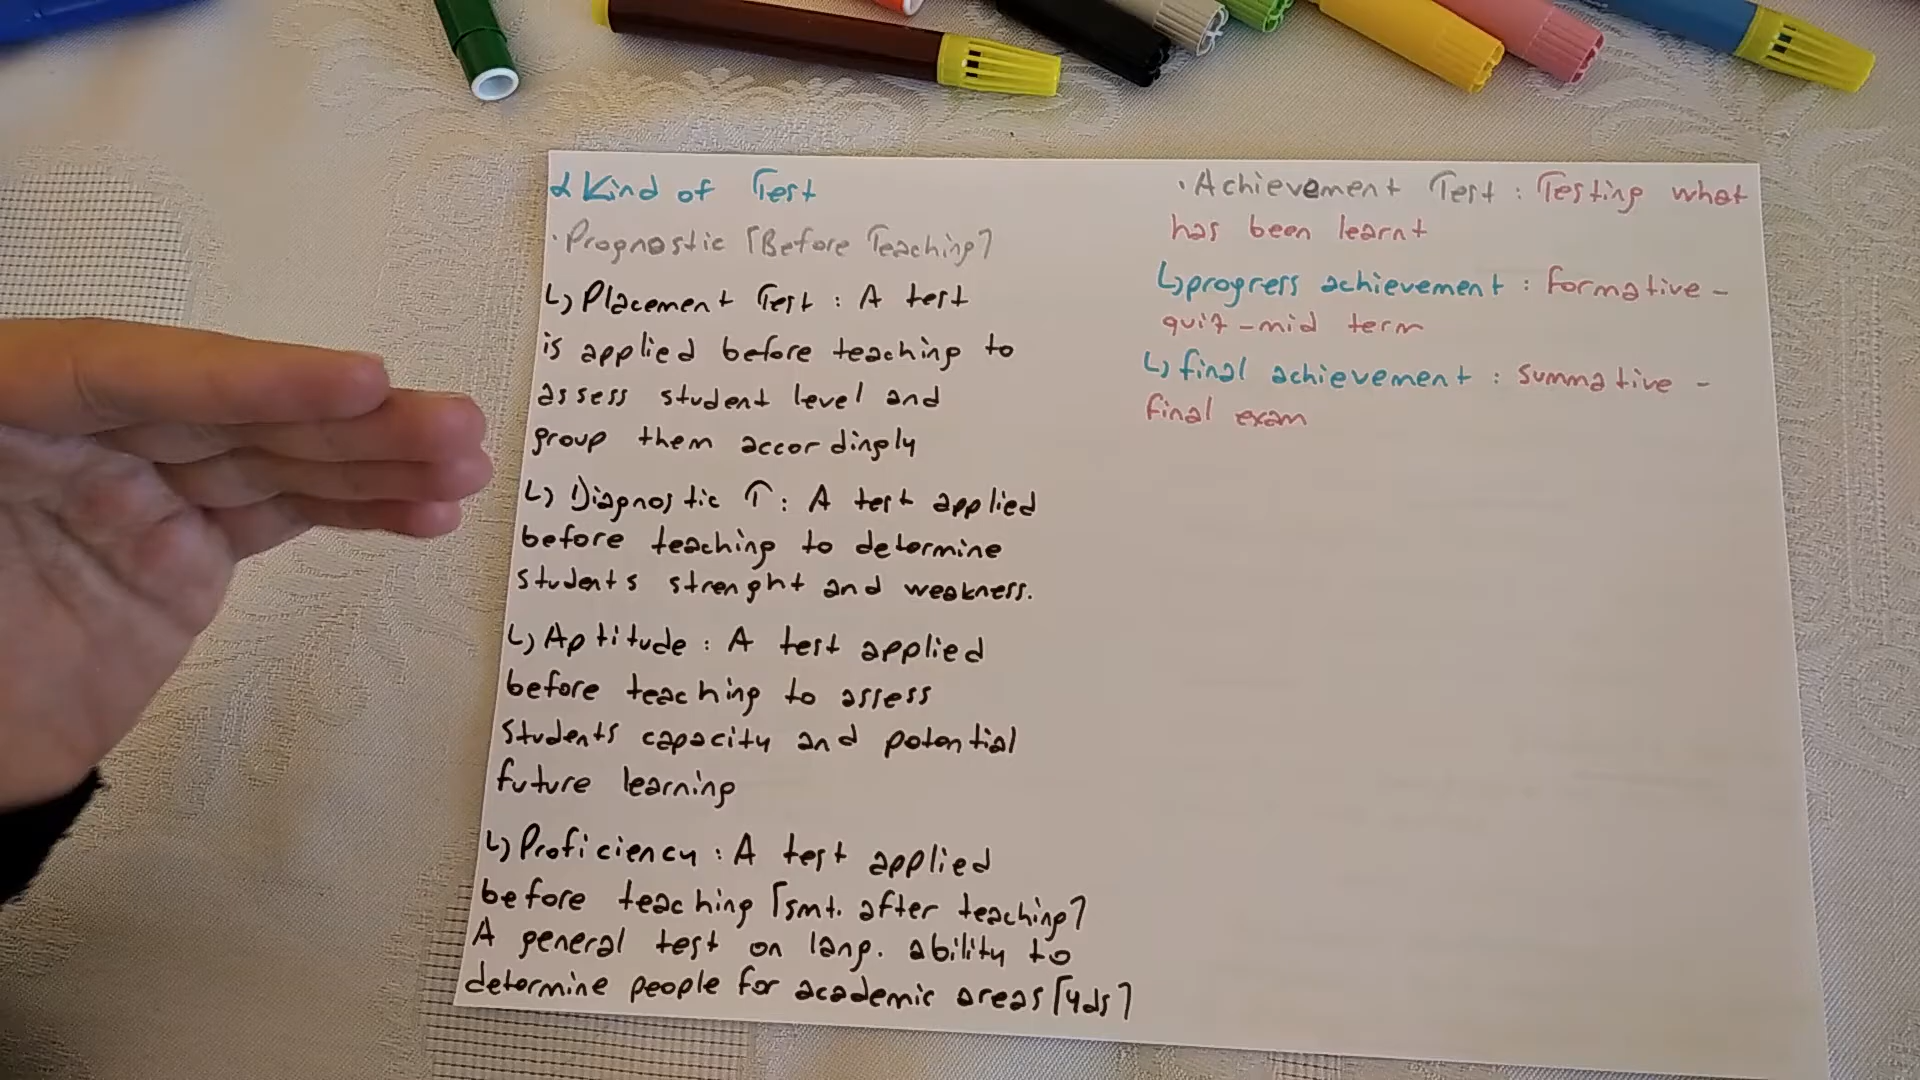 2 Kind of Test
· Prognostic [Before Teaching]
↳ Placement Test : A test
is applied before teaching to
assess student level and
group them accordingly
↳ Diagnostic T : A test applied
before teaching to determine
students strenght and weakness.
↳ Aptitude : A test applied
before teaching to assess
students capacity and potential
future learning
↳ Proficiency : A test applied
before teaching [smt. after teaching]
A general test on lang. ability to
determine people for academic areas [yds]
· Achievement Test : Testing what
has been learnt
↳ progress achievement : formative -
quiz - mid term
↳ final achievement : summative -
final exam